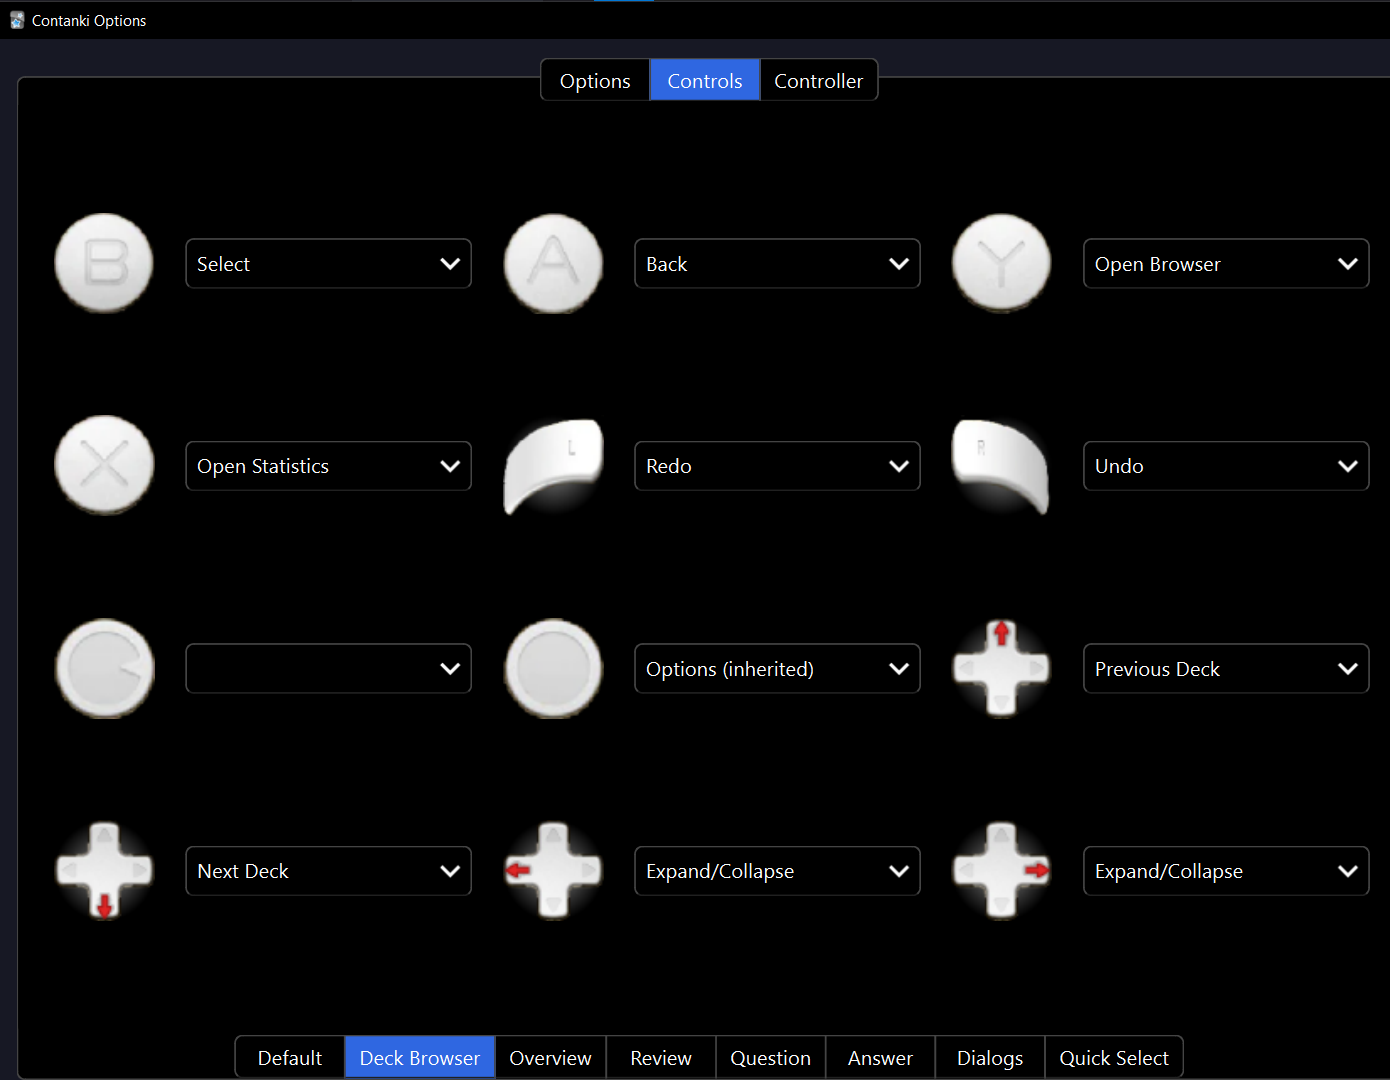 Contanki Options
Options Controls Controller
B Select A Back Y Open Browser
X Open Statistics L Redo R Undo
Options (inherited) Previous Deck
Next Deck Expand/Collapse Expand/Collapse
Default Deck Browser Overview Review Question Answer Dialogs Quick Select